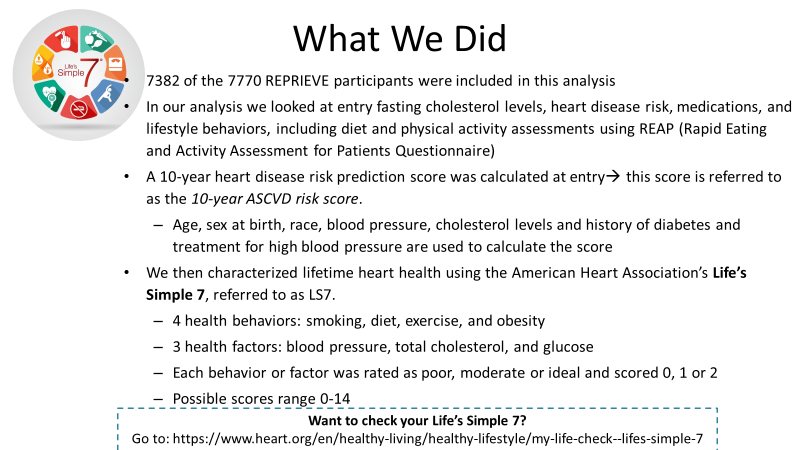 What We Did
Life's
Simple 7
• 7382 of the 7770 REPRIEVE participants were included in this analysis
• In our analysis we looked at entry fasting cholesterol levels, heart disease risk, medications, and
lifestyle behaviors, including diet and physical activity assessments using REAP (Rapid Eating
and Activity Assessment for Patients Questionnaire)
• A 10-year heart disease risk prediction score was calculated at entry→ this score is referred to
as the 10-year ASCVD risk score.
– Age, sex at birth, race, blood pressure, cholesterol levels and history of diabetes and
treatment for high blood pressure are used to calculate the score
• We then characterized lifetime heart health using the American Heart Association’s Life’s
Simple 7, referred to as LS7.
– 4 health behaviors: smoking, diet, exercise, and obesity
– 3 health factors: blood pressure, total cholesterol, and glucose
– Each behavior or factor was rated as poor, moderate or ideal and scored 0, 1 or 2
– Possible scores range 0-14
Want to check your Life’s Simple 7?
Go to: https://www.heart.org/en/healthy-living/healthy-lifestyle/my-life-check--lifes-simple-7